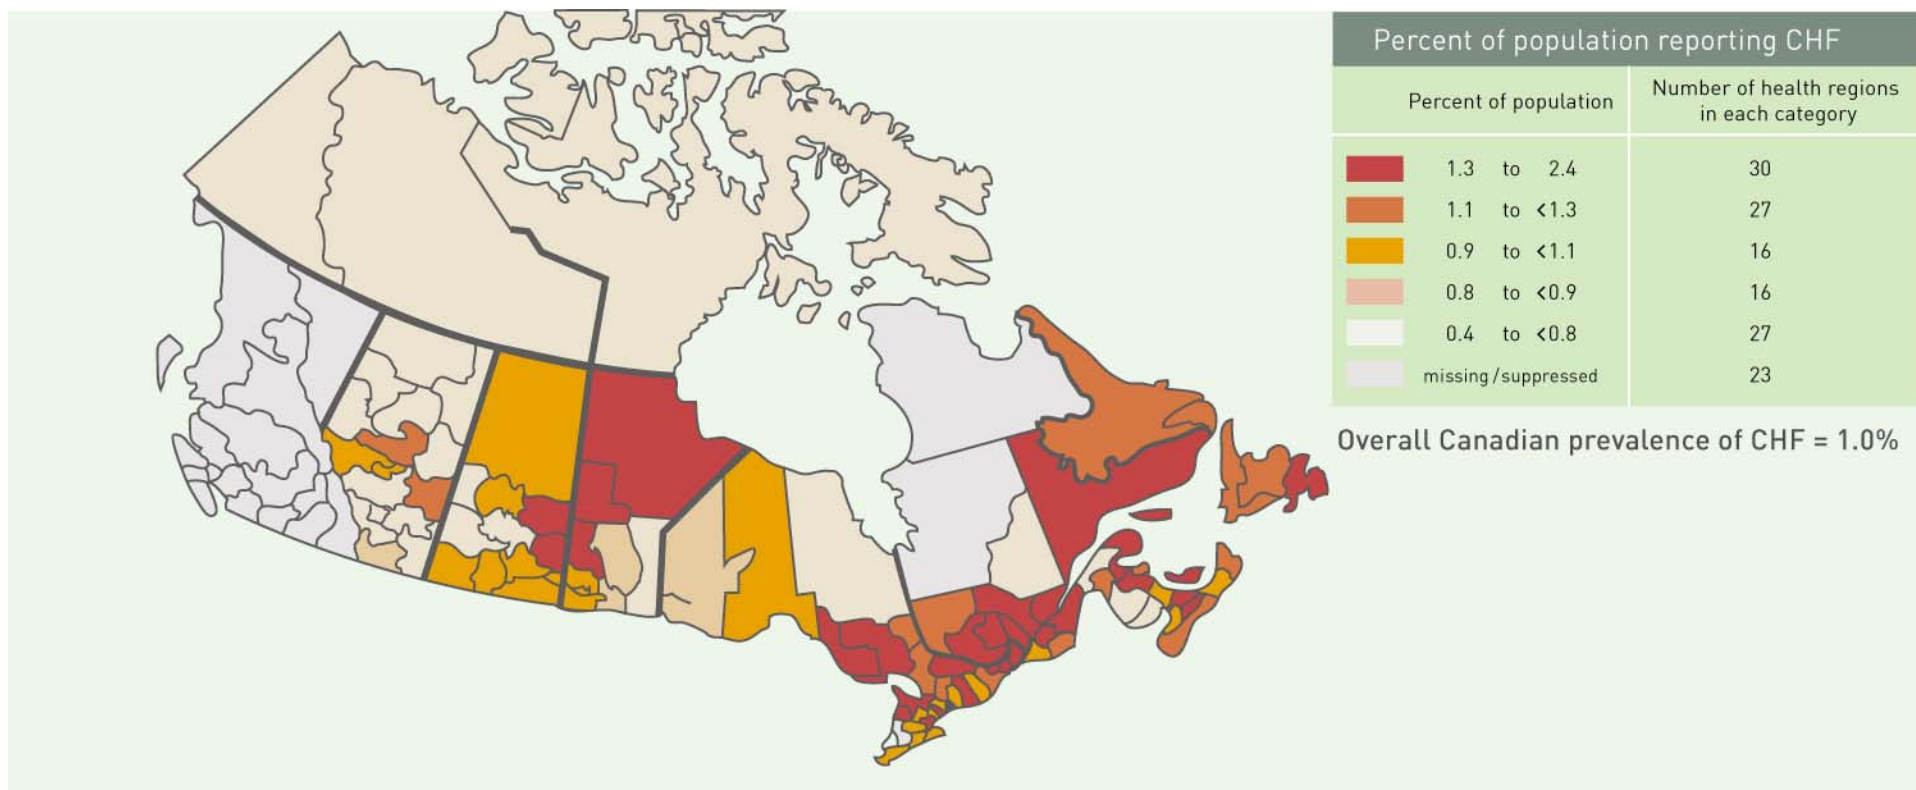 Percent of population reporting CHF
Percent of population
Number of health regions
in each category
1.3 to 2.4 30
1.1 to <1.3 27
0.9 to <1.1 16
0.8 to <0.9 16
0.4 to <0.8 27
missing/suppressed 23
Overall Canadian prevalence of CHF = 1.0%